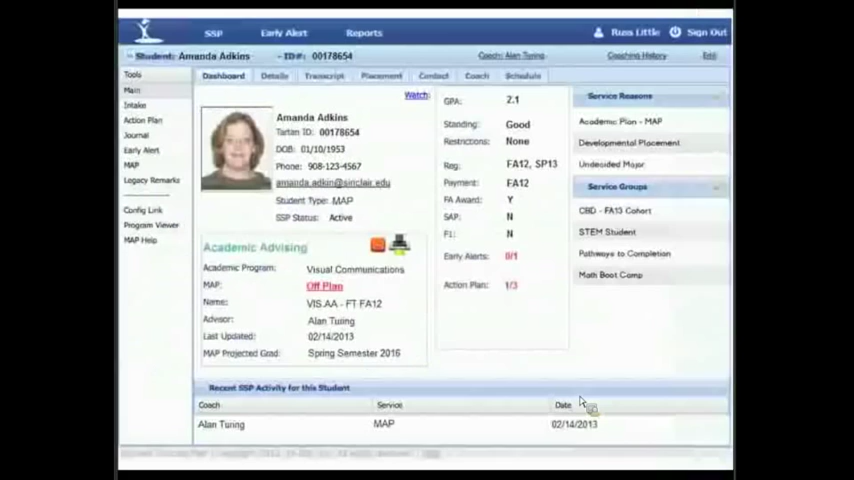 SSP Early Alert Reports Russ Little Sign Out
Student: Amanda Adkins - ID#: 00178654 Coach: Alan Turing Coaching History Edit
Tools
Main
Intake
Action Plan
Journal
Early Alert
MAP
Legacy Remarks
Config Link
Program Viewer
MAP Help
Dashboard Details Transcript Placement Contact Coach Schedule
Watch:
Amanda Adkins
Tartan ID: 00178654
DOB: 01/10/1953
Phone: 908-123-4567
amanda.adkin@sinclair.edu
Student Type: MAP
SSP Status: Active
Academic Advising
Academic Program: Visual Communications
MAP: Off Plan
Name: VIS.AA - FT FA12
Advisor: Alan Turing
Last Updated: 02/14/2013
MAP Projected Grad: Spring Semester 2016
GPA: 2.1
Standing: Good
Restrictions: None
Reg: FA12, SP13
Payment: FA12
FA Award: Y
SAP: N
F1: N
Early Alerts: 0/1
Action Plan: 1/3
Service Reasons
Academic Plan - MAP
Developmental Placement
Undecided Major
Service Groups
CBD - FA13 Cohort
STEM Student
Pathways to Completion
Math Boot Camp
Recent SSP Activity for this Student
Coach Service Date
Alan Turing MAP 02/14/2013